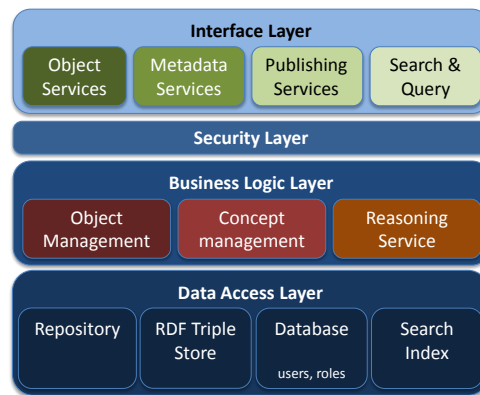 Interface Layer
Object Services
Metadata Services
Publishing Services
Search & Query
Security Layer
Business Logic Layer
Object Management
Concept management
Reasoning Service
Data Access Layer
Repository
RDF Triple Store
Database
users, roles
Search Index